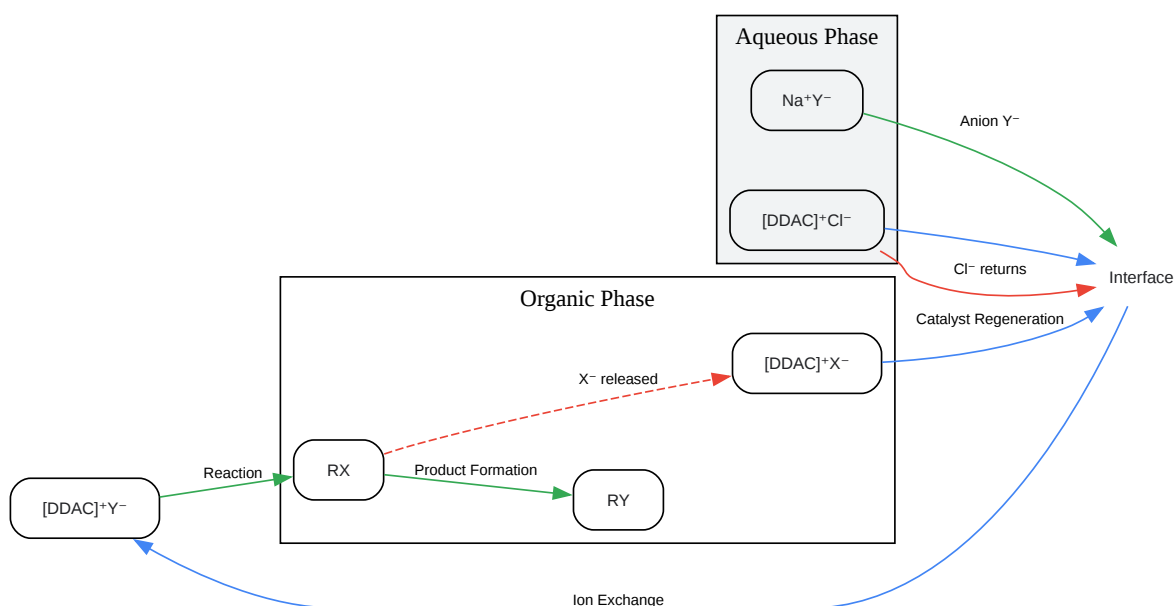 Aqueous Phase
Na⁺Y⁻
Anion Y⁻
[DDAC]⁺Cl⁻
Cl⁻ returns
Interface
Organic Phase
Catalyst Regeneration
[DDAC]⁺X⁻
X⁻ released
RX
Product Formation
Reaction
RY
[DDAC]⁺Y⁻
Ion Exchange